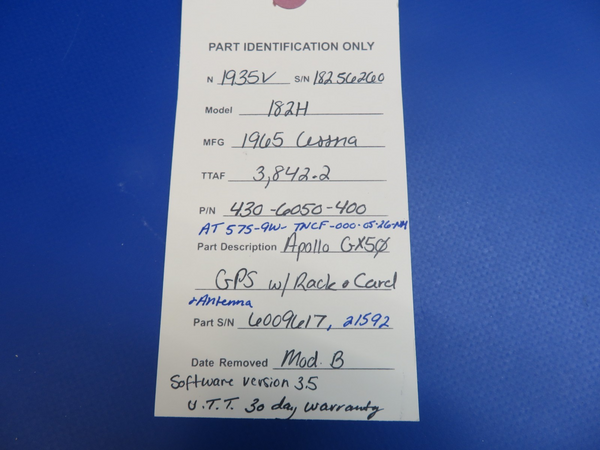 PART IDENTIFICATION ONLY
N 1935V S/N 18256260
Model 182H
MFG 1965 Cessna
TTAF 3,842.2
P/N 430-6050-400
AT 575-9W- TNCF-000-05-26-NM
Part Description Apollo GX50
GPS w/ Rack & Card
+Antenna
Part S/N 6009617, 21592
Date Removed Mod. B
Software version 3.5
U.T.T. 30 day warranty